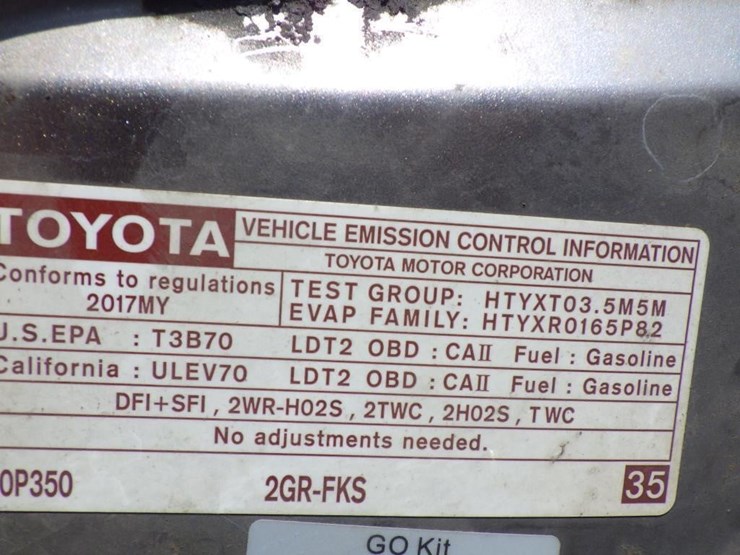 TOYOTA VEHICLE EMISSION CONTROL INFORMATION
TOYOTA MOTOR CORPORATION
Conforms to regulations
2017MY
TEST GROUP: HTYXT03.5M5M
EVAP FAMILY: HTYXR0165P82
U.S.EPA : T3B70 LDT2 OBD : CAII Fuel : Gasoline
California : ULEV70 LDT2 OBD : CAII Fuel : Gasoline
DFI+SFI , 2WR-HO2S , 2TWC , 2HO2S , TWC
No adjustments needed.
0P350 2GR-FKS 35
GO Kit